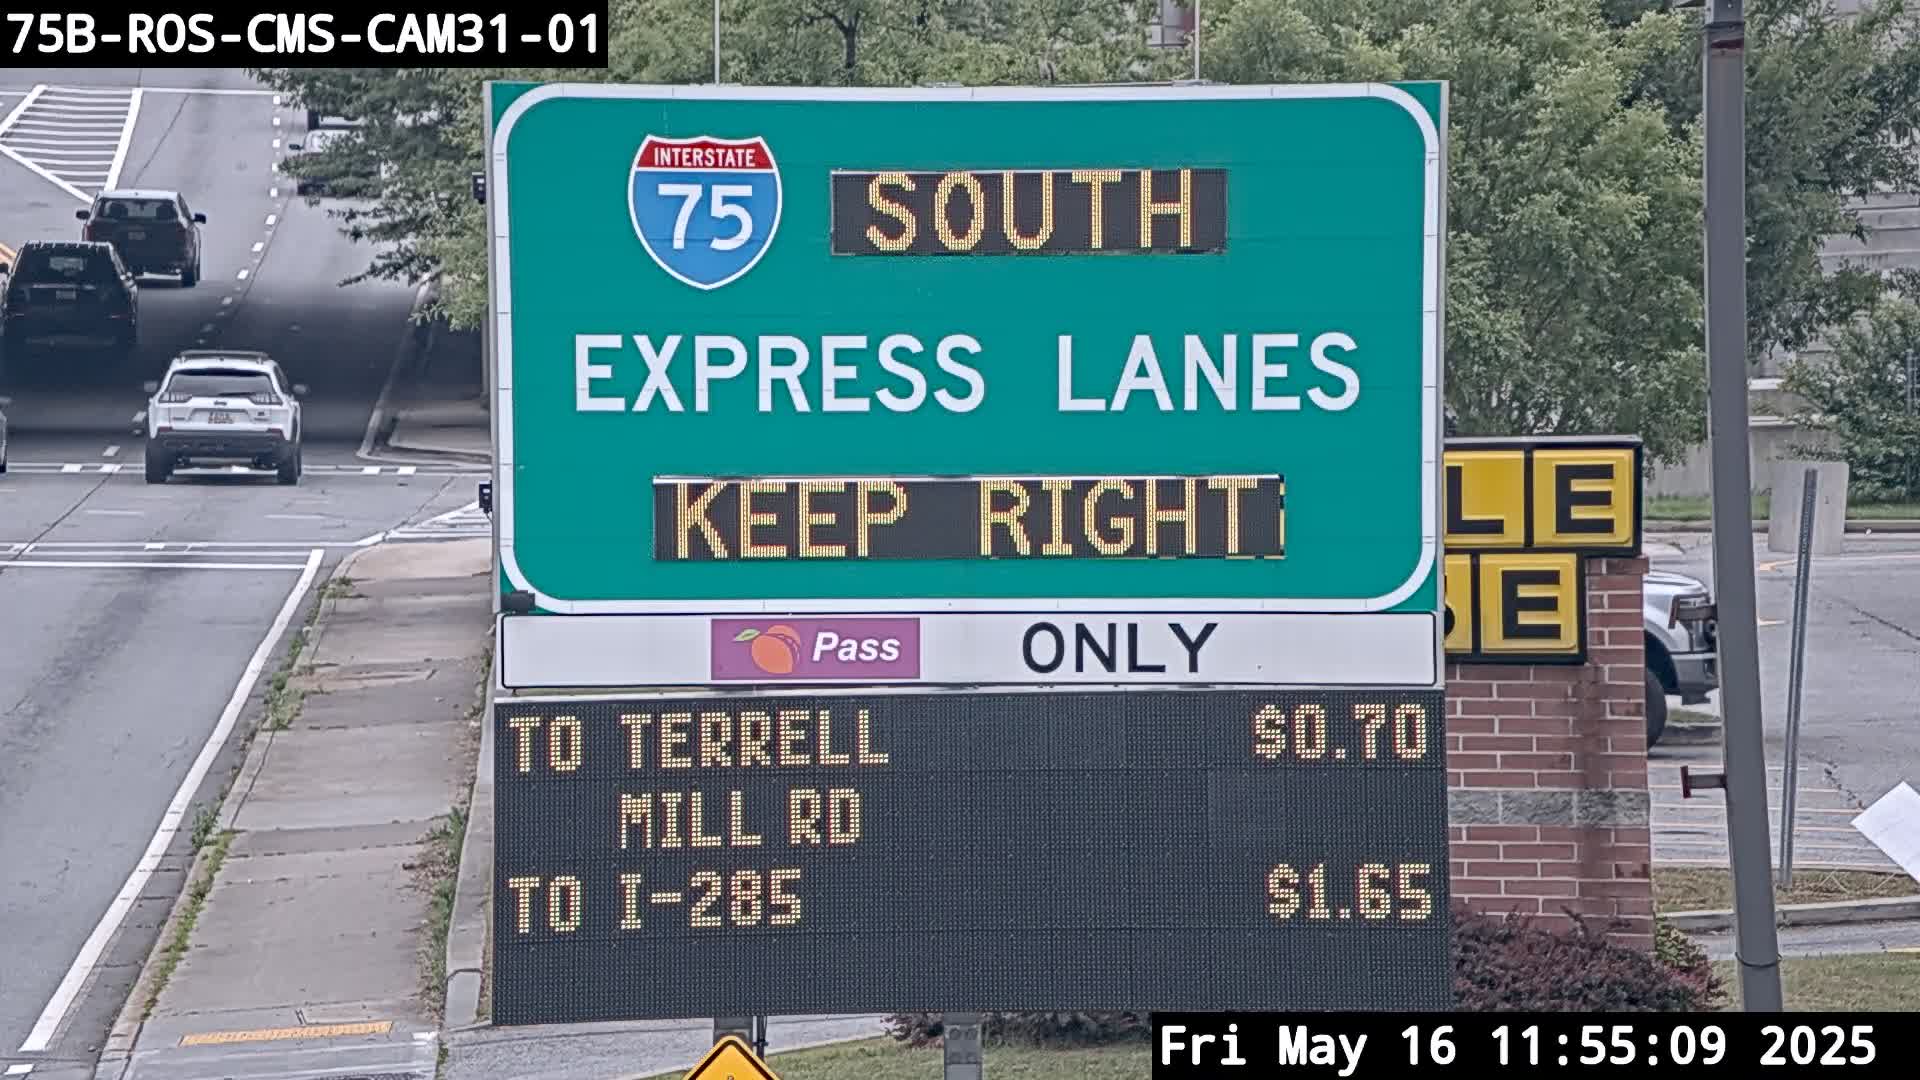 75B-ROS-CMS-CAM31-01
INTERSTATE
75
SOUTH
EXPRESS LANES
KEEP RIGHT
LE
E
Pass ONLY
TO TERRELL $0.70
MILL RD
TO I-285 $1.65
Fri May 16 11:55:09 2025